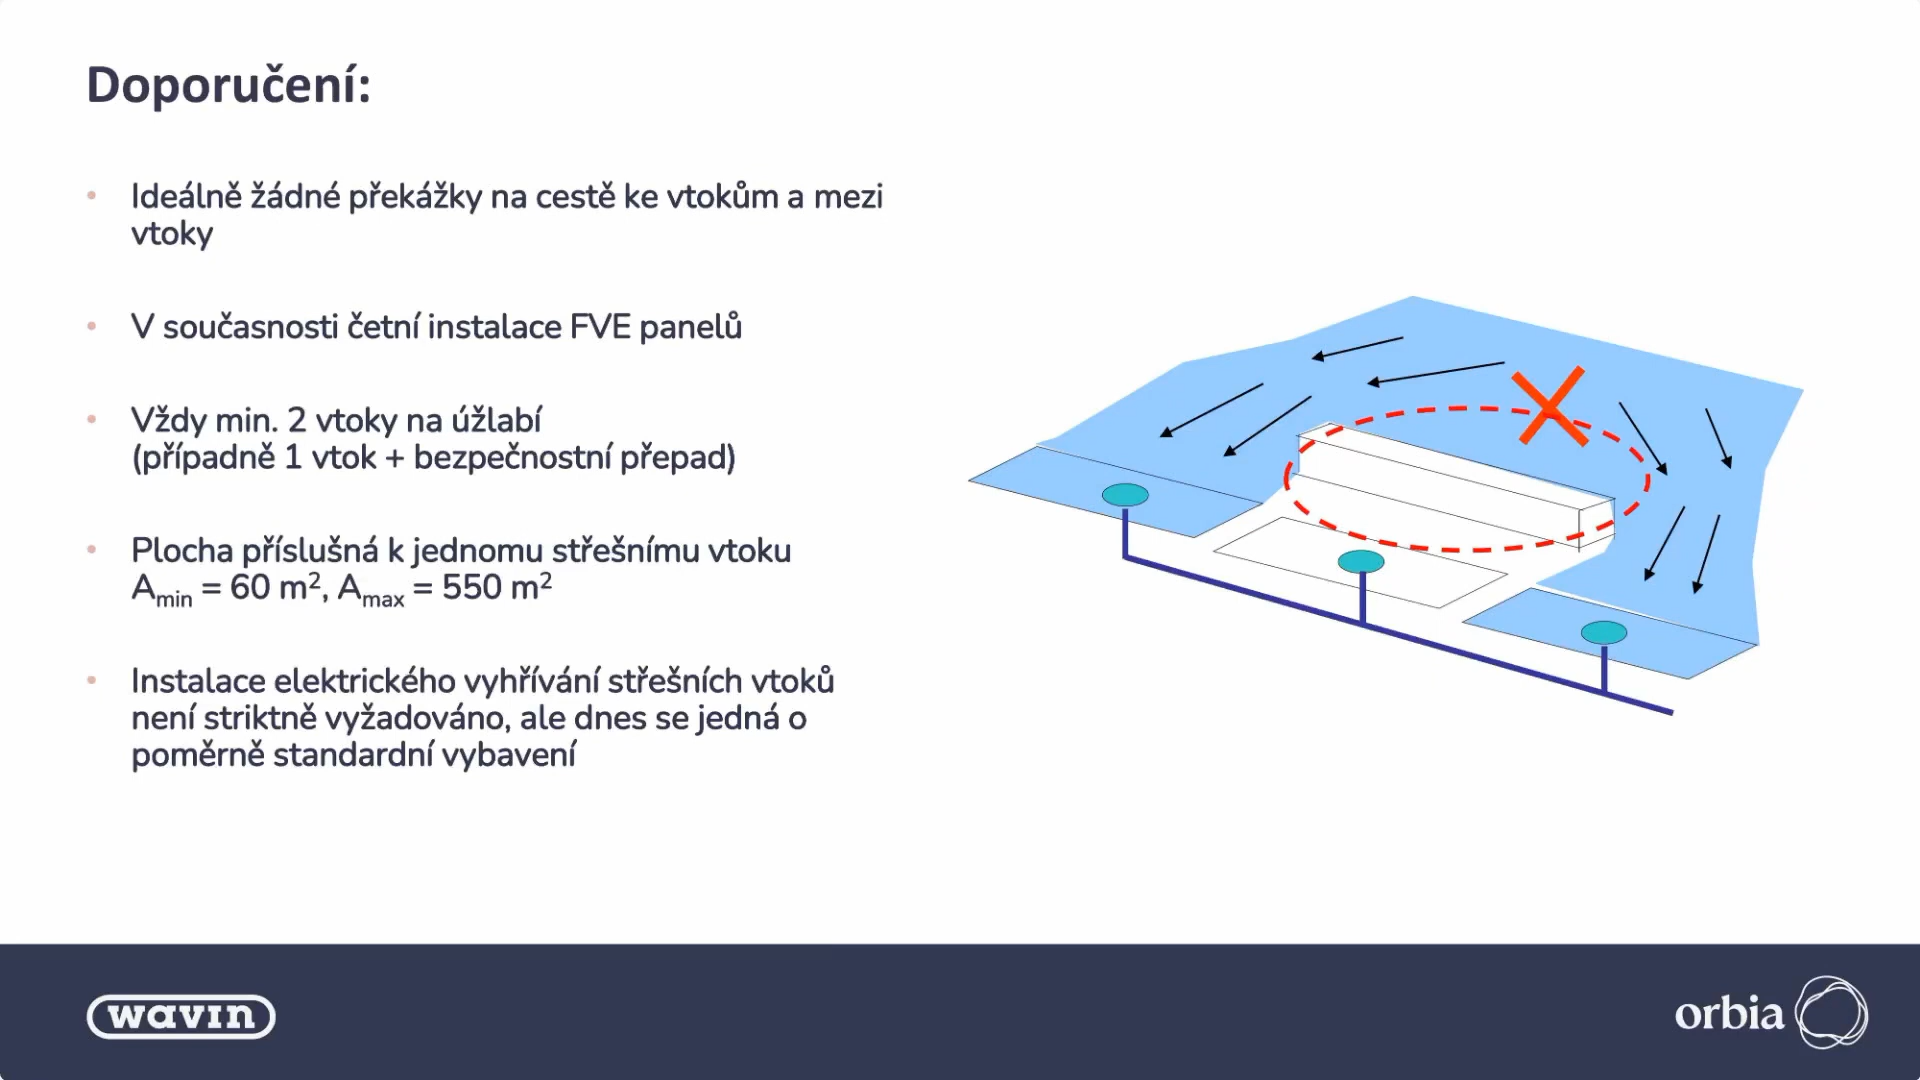 Doporučení:
• Ideálně žádné překážky na cestě ke vtokům a mezi
vtoky
• V současnosti četní instalace FVE panelů
• Vždy min. 2 vtoky na úžlabí
(případně 1 vtok + bezpečnostní přepad)
• Plocha příslušná k jednomu střešnímu vtoku
Amin = 60 m², Amax = 550 m²
• Instalace elektrického vyhřívání střešních vtoků
není striktně vyžadováno, ale dnes se jedná o
poměrně standardní vybavení
wavin
orbia